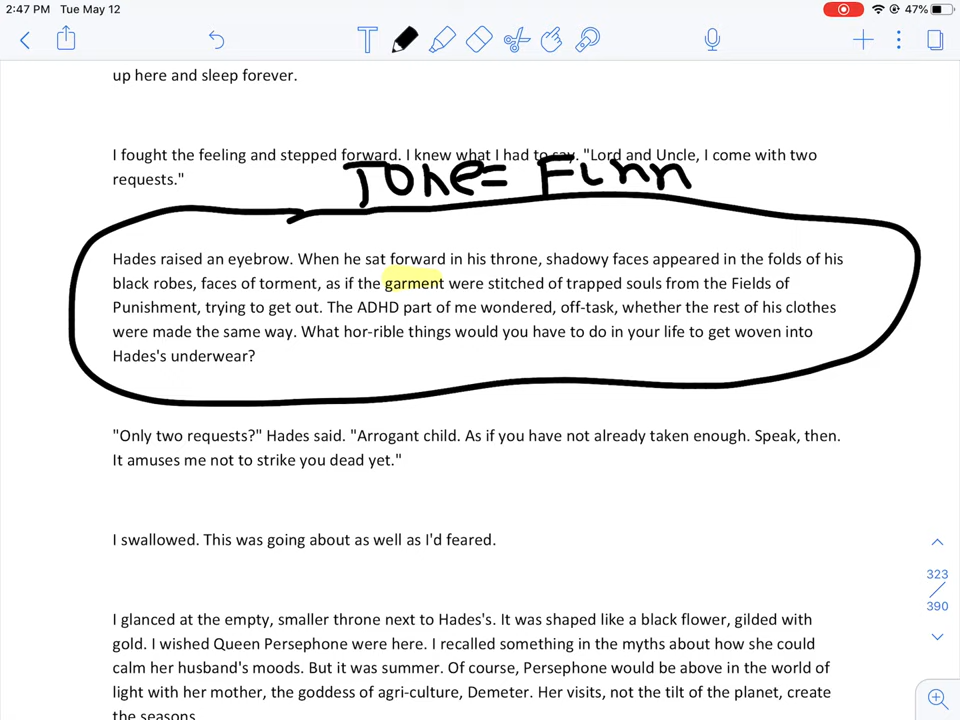 2:47 PM Tue May 12
47%
up here and sleep forever.
I fought the feeling and stepped forward. I knew what I had to say. "Lord and Uncle, I come with two
requests."
Tone= Finn
Hades raised an eyebrow. When he sat forward in his throne, shadowy faces appeared in the folds of his
black robes, faces of torment, as if the garment were stitched of trapped souls from the Fields of
Punishment, trying to get out. The ADHD part of me wondered, off-task, whether the rest of his clothes
were made the same way. What hor-rible things would you have to do in your life to get woven into
Hades's underwear?
"Only two requests?" Hades said. "Arrogant child. As if you have not already taken enough. Speak, then.
It amuses me not to strike you dead yet."
I swallowed. This was going about as well as I'd feared.
I glanced at the empty, smaller throne next to Hades's. It was shaped like a black flower, gilded with
gold. I wished Queen Persephone were here. I recalled something in the myths about how she could
calm her husband's moods. But it was summer. Of course, Persephone would be above in the world of
light with her mother, the goddess of agri-culture, Demeter. Her visits, not the tilt of the planet, create
the seasons.
323
390